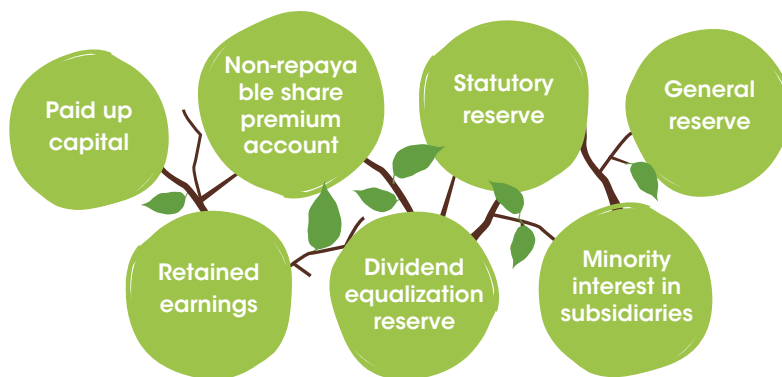 Paid up
capital
Non-repaya
ble share
premium
account
Statutory
reserve
General
reserve
Retained
earnings
Dividend
equalization
reserve
Minority
interest in
subsidiaries